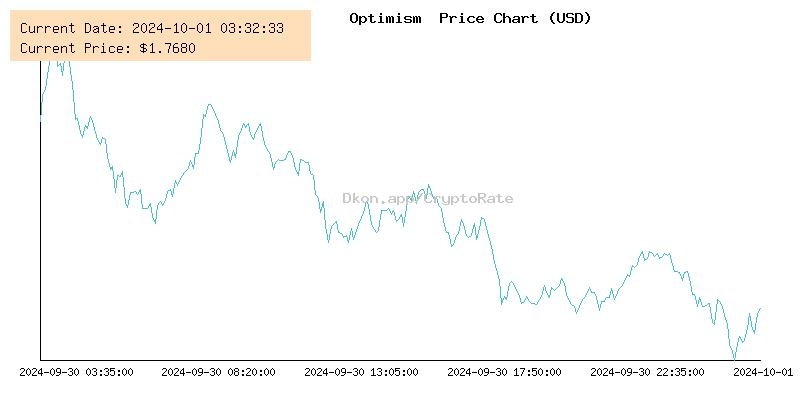 Optimism Price Chart (USD)
Current Date: 2024-10-01 03:32:33
Current Price: $1.7680
Dkon.app/CryptoRate
2024-09-30 03:35:00 2024-09-30 08:20:00 2024-09-30 13:05:00 2024-09-30 17:50:00 2024-09-30 22:35:00 2024-10-01